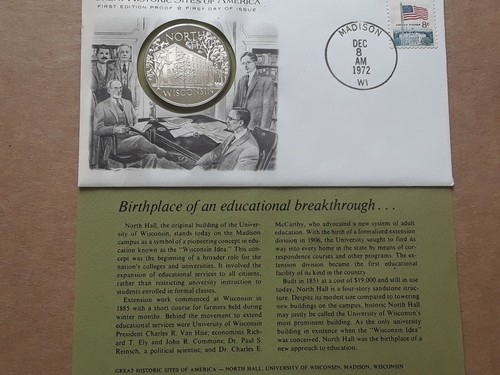 GREAT HISTORIC SITES OF AMERICA
FIRST EDITION PROOF FIRST DAY OF ISSUE
NORTH
WISCONSIN
MADISON
DEC
8
AM
1972
WI
8c
Birthplace of an educational breakthrough...
North Hall, the original building of the Univer-
sity of Wisconsin, stands today on the Madison
campus as a symbol of a pioneering concept in edu-
cation known as the "Wisconsin Idea." This con-
cept was the beginning of a broader role for the
nation's colleges and universities. It involved the
expansion of educational services to all citizens,
rather than restricting university instruction to
students enrolled in formal classes.
Extension work commenced at Wisconsin in
1885 with a short course for farmers held during
winter months. Behind the movement to extend
educational services were University of Wisconsin
President Charles R. Van Hise; economists Rich-
ard T. Ely and John R. Commons; Dr. Paul S.
Reinsch, a political scientist; and Dr. Charles E.
McCarthy, who advocated a new system of adult
education. With the birth of a formalized extension
division in 1906, the University sought to find its
way into every home in the state by means of cor-
respondence courses and other programs. The ex-
tension division became the first educational
facility of its kind in the country.
Built in 1851 at a cost of $19,000 and still in use
today, North Hall is a four-story sandstone struc-
ture. Despite its modest size compared to towering
new buildings on the campus, historic North Hall
may justly be called the University of Wisconsin's
most prominent building. As the only university
building in existence when the "Wisconsin Idea"
was conceived, North Hall was the birthplace of a
new approach to education.
GREAT HISTORIC SITES OF AMERICA — NORTH HALL, UNIVERSITY OF WISCONSIN, MADISON, WISCONSIN